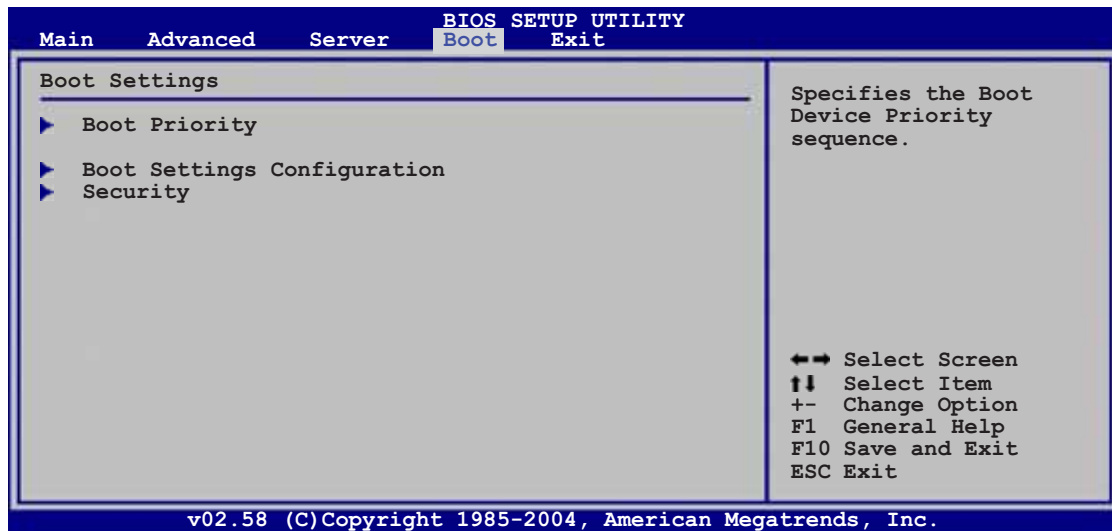 BIOS SETUP UTILITY
Main Advanced Server Boot Exit
Boot Settings
Boot Priority
Boot Settings Configuration
Security
Specifies the Boot
Device Priority
sequence.
Select Screen
Select Item
+- Change Option
F1 General Help
F10 Save and Exit
ESC Exit
v02.58 (C)Copyright 1985-2004, American Megatrends, Inc.